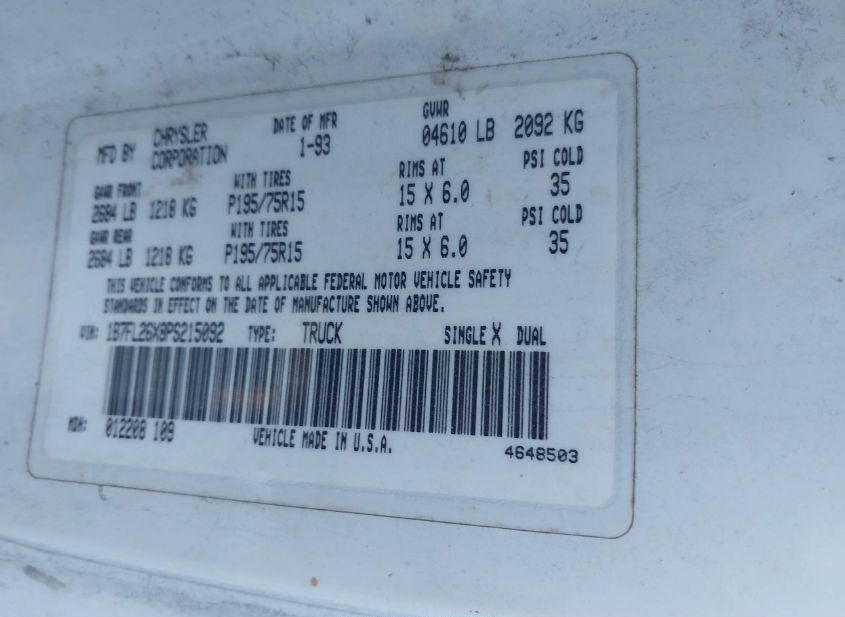 MFD BY CHRYSLER CORPORATION DATE OF MFR 1-93 GVWR 04610 LB 2092 KG
GAWR FRONT WITH TIRES RIMS AT PSI COLD
2684 LB 1218 KG P195/75R15 15 X 6.0 35
GAWR REAR WITH TIRES RIMS AT PSI COLD
2684 LB 1218 KG P195/75R15 15 X 6.0 35
THIS VEHICLE CONFORMS TO ALL APPLICABLE FEDERAL MOTOR VEHICLE SAFETY
STANDARDS IN EFFECT ON THE DATE OF MANUFACTURE SHOWN ABOVE.
VIN: 1B7FL26X9PS215092 TYPE: TRUCK SINGLE X DUAL
MDH: 012208 109 VEHICLE MADE IN U.S.A. 4648503